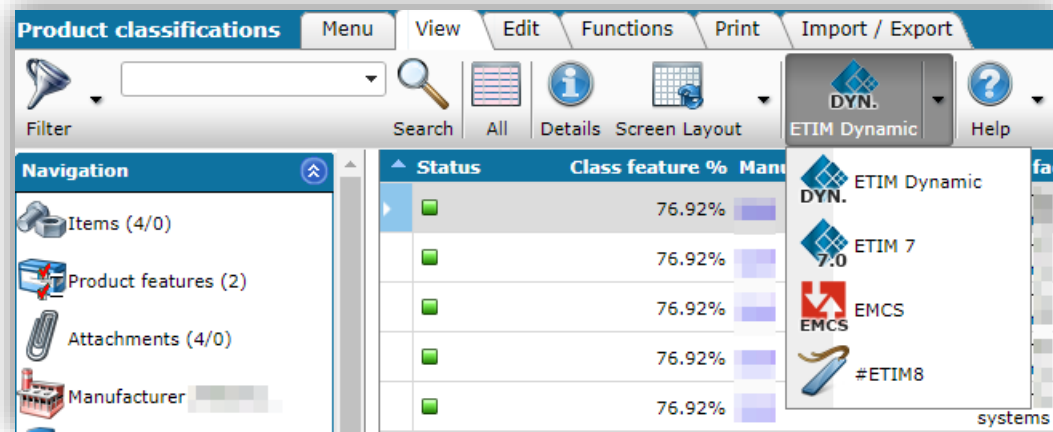 Product classifications Menu View Edit Functions Print Import / Export
DYN.
Filter Search All Details Screen Layout ETIM Dynamic Help
Navigation Status Class feature % Manu
DYN. ETIM Dynamic
Items (4/0) 76.92%
7.0 ETIM 7
Product features (2) 76.92%
EMCS EMCS
76.92%
Attachments (4/0)
76.92% #ETIM8
Manufacturer
76.92%
systems